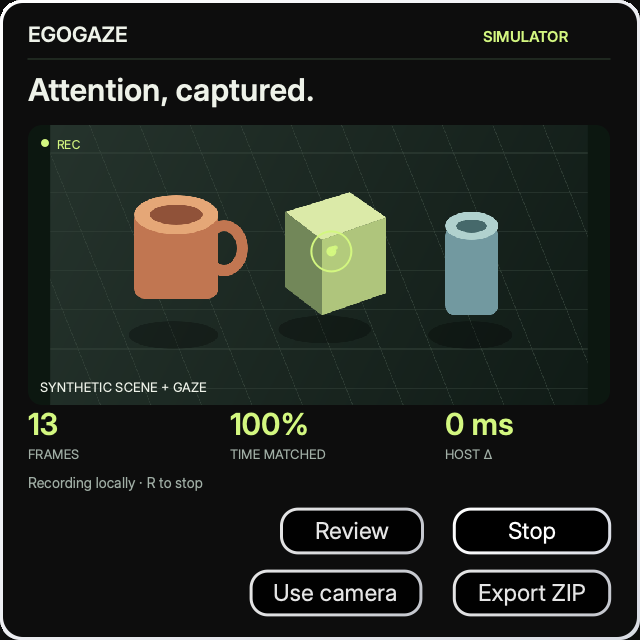 EGOGAZE
SIMULATOR
Attention, captured.
REC
SYNTHETIC SCENE + GAZE
13
100%
0 ms
FRAMES
TIME MATCHED
HOST Δ
Recording locally · R to stop
Review
Stop
Use camera
Export ZIP